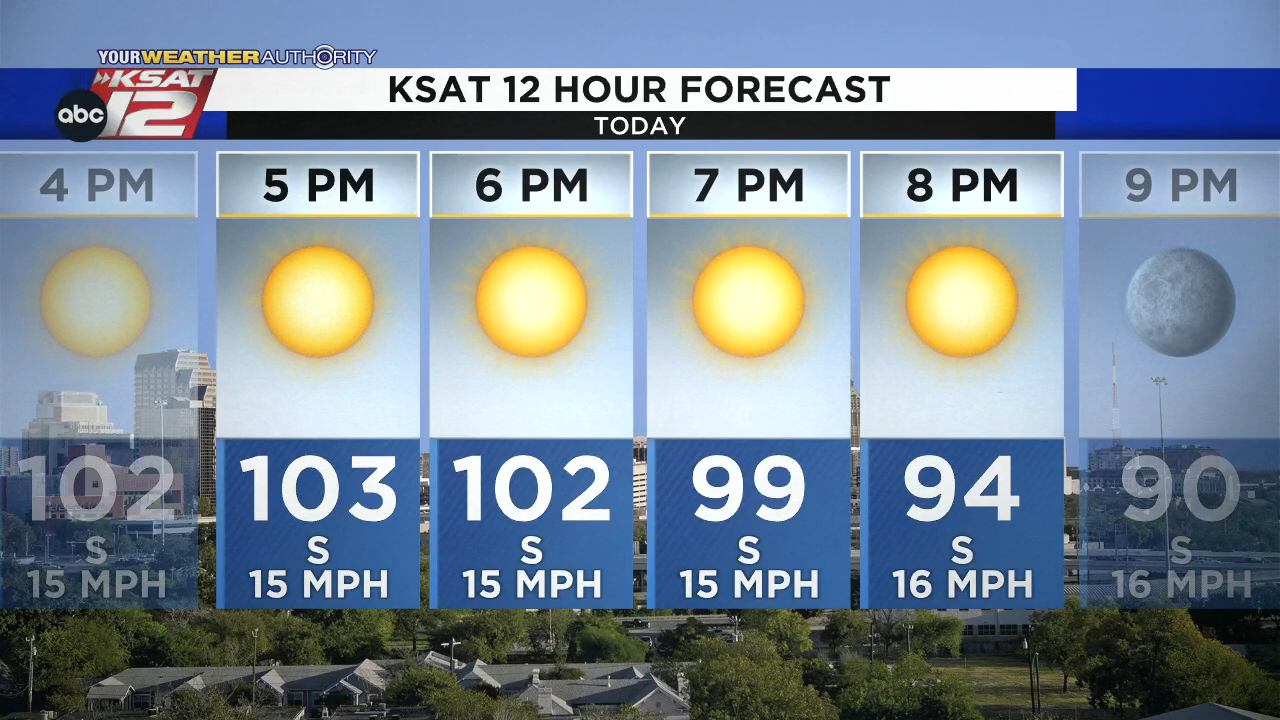 YOURWEATHERAUTHORITY
KSAT
12
abc
KSAT 12 HOUR FORECAST
TODAY
4 PM
5 PM
6 PM
7 PM
8 PM
9 PM
102
103
102
99
94
90
S
S
S
S
S
S
15 MPH
15 MPH
15 MPH
15 MPH
16 MPH
16 MPH